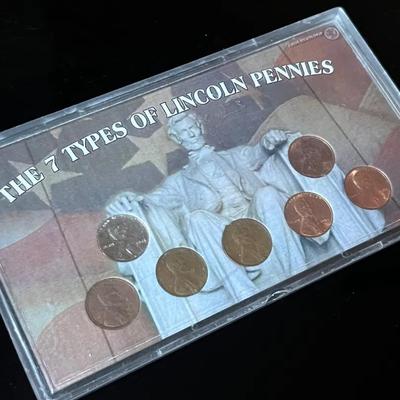 THE 7 TYPES OF LINCOLN PENNIES